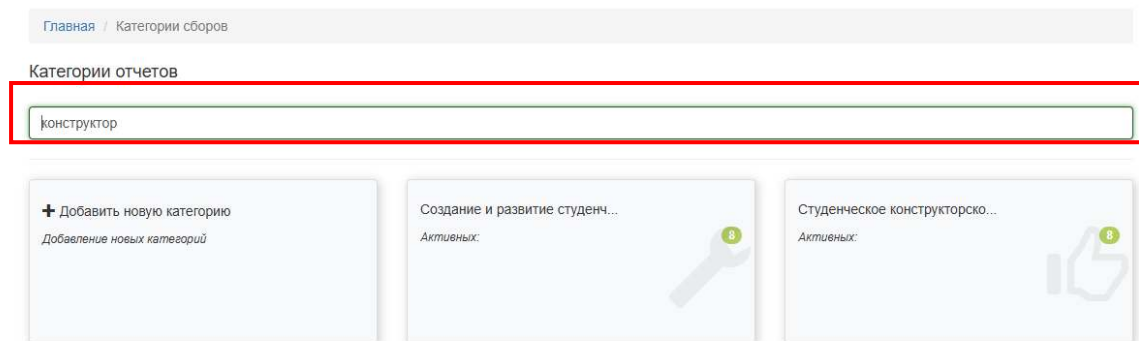 Главная / Категории сборов
Категории отчетов
конструктор
Добавить новую категорию
Добавление новых категорий
Создание и развитие студенч...
Активных: 8
Студенческое конструкторско...
Активных: 8